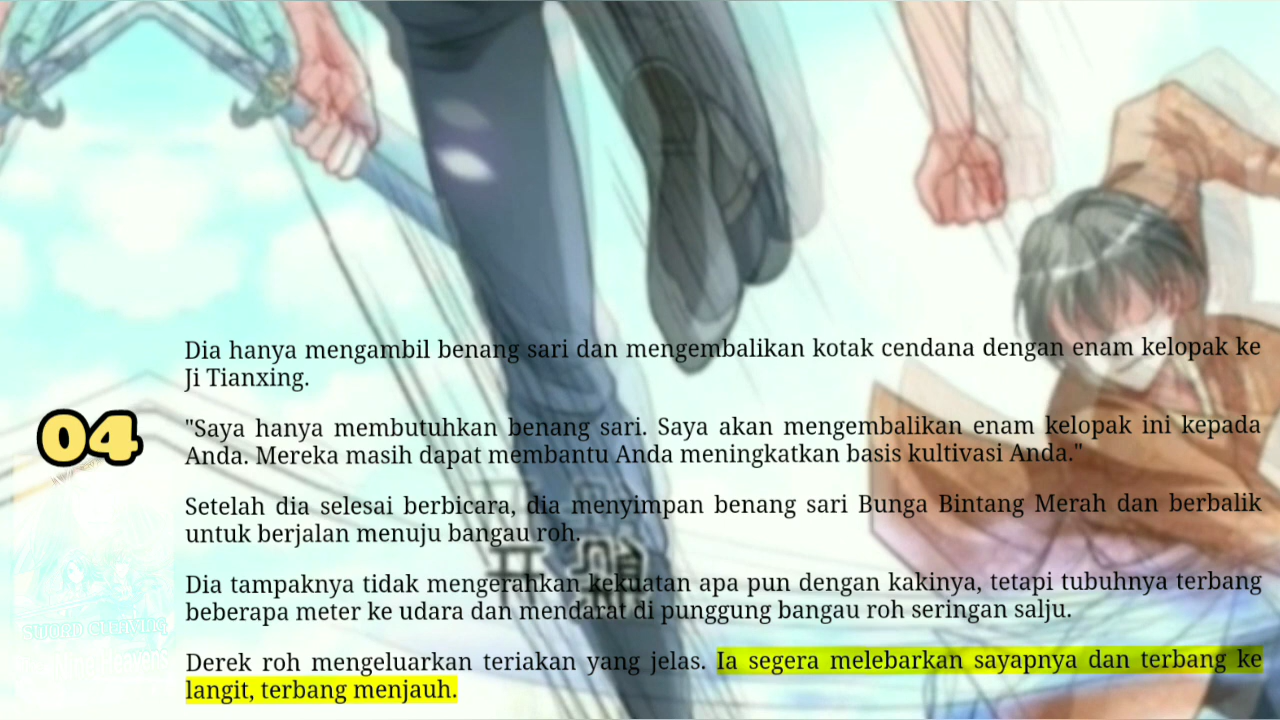 Dia hanya mengambil benang sari dan mengembalikan kotak cendana dengan enam kelopak ke
Ji Tianxing.
04
"Saya hanya membutuhkan benang sari. Saya akan mengembalikan enam kelopak ini kepada
Anda. Mereka masih dapat membantu Anda meningkatkan basis kultivasi Anda."
Setelah dia selesai berbicara, dia menyimpan benang sari Bunga Bintang Merah dan berbalik
untuk berjalan menuju bangau roh.
Dia tampaknya tidak mengerahkan kekuatan apa pun dengan kakinya, tetapi tubuhnya terbang
beberapa meter ke udara dan mendarat di punggung bangau roh seringan salju.
SWORD CLEAVING
Heavens
Derek roh mengeluarkan teriakan yang jelas. Ia segera melebarkan sayapnya dan terbang ke
langit, terbang menjauh.